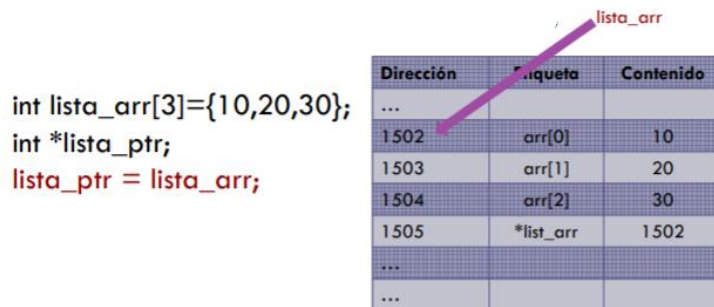 lista_arr
int lista_arr[3]={10,20,30};
int *lista_ptr;
lista_ptr = lista_arr;
Dirección Etiqueta Contenido
...
1502 arr[0] 10
1503 arr[1] 20
1504 arr[2] 30
1505 *list_arr 1502
...
...